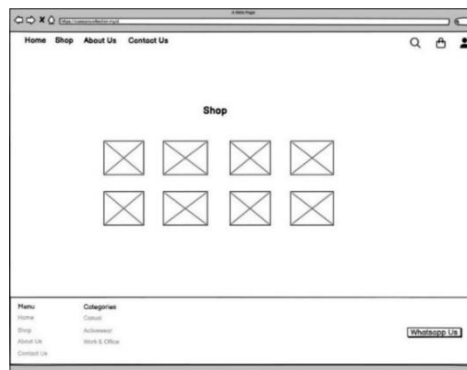 A Web Page
Home Shop About Us Contact Us
Shop
Menu Categories
Home Casual
Shop Activewear
About Us Work & Office
Contact Us
Whatsapp Us